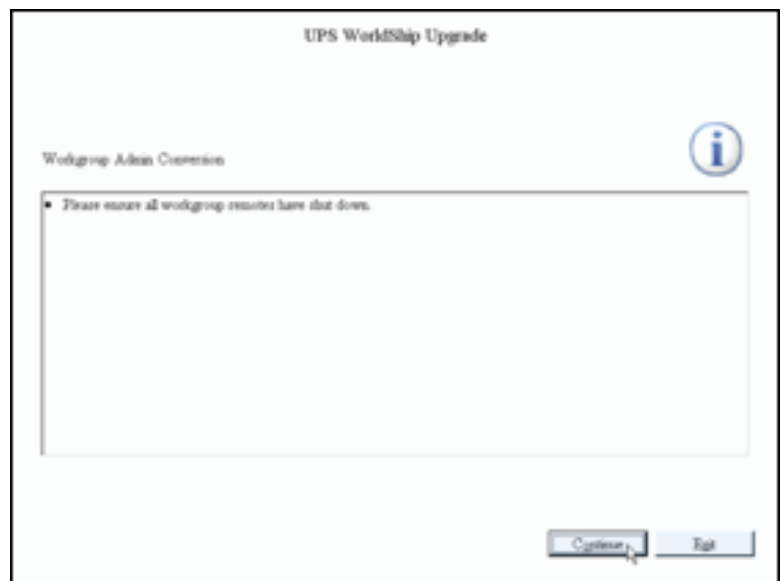 UPS WorldShip Upgrade
Workgroup Admin Conversion
• Please ensure all workgroup remotes have shut down.
Continue
Exit